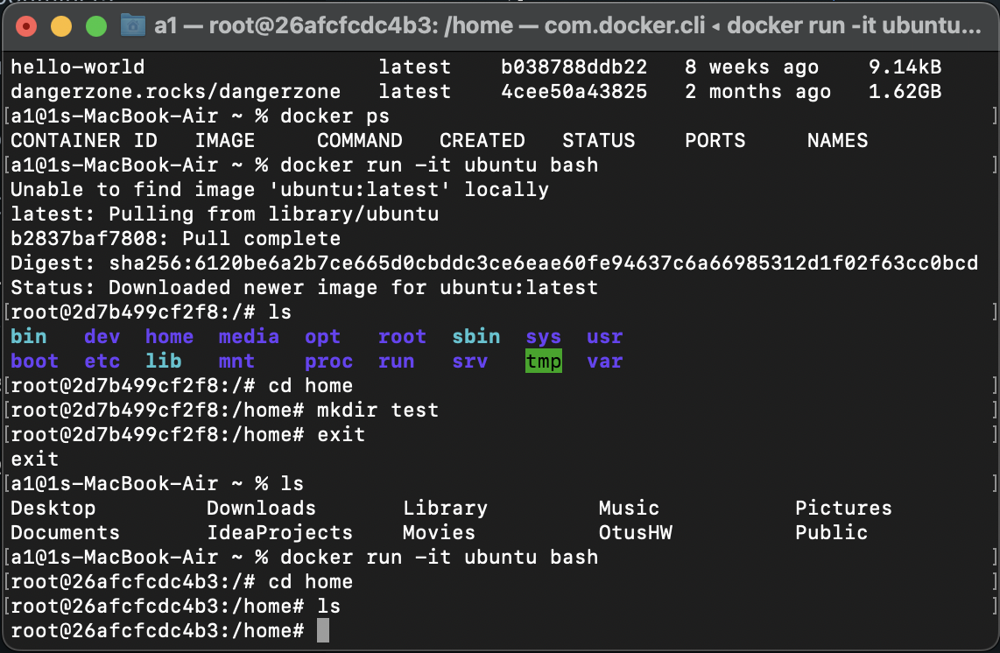 a1 — root@26afcfcdc4b3: /home — com.docker.cli ◂ docker run -it ubuntu...
hello-world latest b038788ddb22 8 weeks ago 9.14kB
dangerzone.rocks/dangerzone latest 4cee50a43825 2 months ago 1.62GB
[a1@1s-MacBook-Air ~ % docker ps ]
CONTAINER ID IMAGE COMMAND CREATED STATUS PORTS NAMES
[a1@1s-MacBook-Air ~ % docker run -it ubuntu bash ]
Unable to find image 'ubuntu:latest' locally
latest: Pulling from library/ubuntu
b2837baf7808: Pull complete
Digest: sha256:6120be6a2b7ce665d0cbddc3ce6eae60fe94637c6a66985312d1f02f63cc0bcd
Status: Downloaded newer image for ubuntu:latest
[root@2d7b499cf2f8:/# ls ]
bin dev home media opt root sbin sys usr
boot etc lib mnt proc run srv tmp var
[root@2d7b499cf2f8:/# cd home ]
[root@2d7b499cf2f8:/home# mkdir test ]
[root@2d7b499cf2f8:/home# exit ]
exit
[a1@1s-MacBook-Air ~ % ls ]
Desktop Downloads Library Music Pictures
Documents IdeaProjects Movies OtusHW Public
[a1@1s-MacBook-Air ~ % docker run -it ubuntu bash ]
[root@26afcfcdc4b3:/# cd home ]
[root@26afcfcdc4b3:/home# ls ]
root@26afcfcdc4b3:/home#